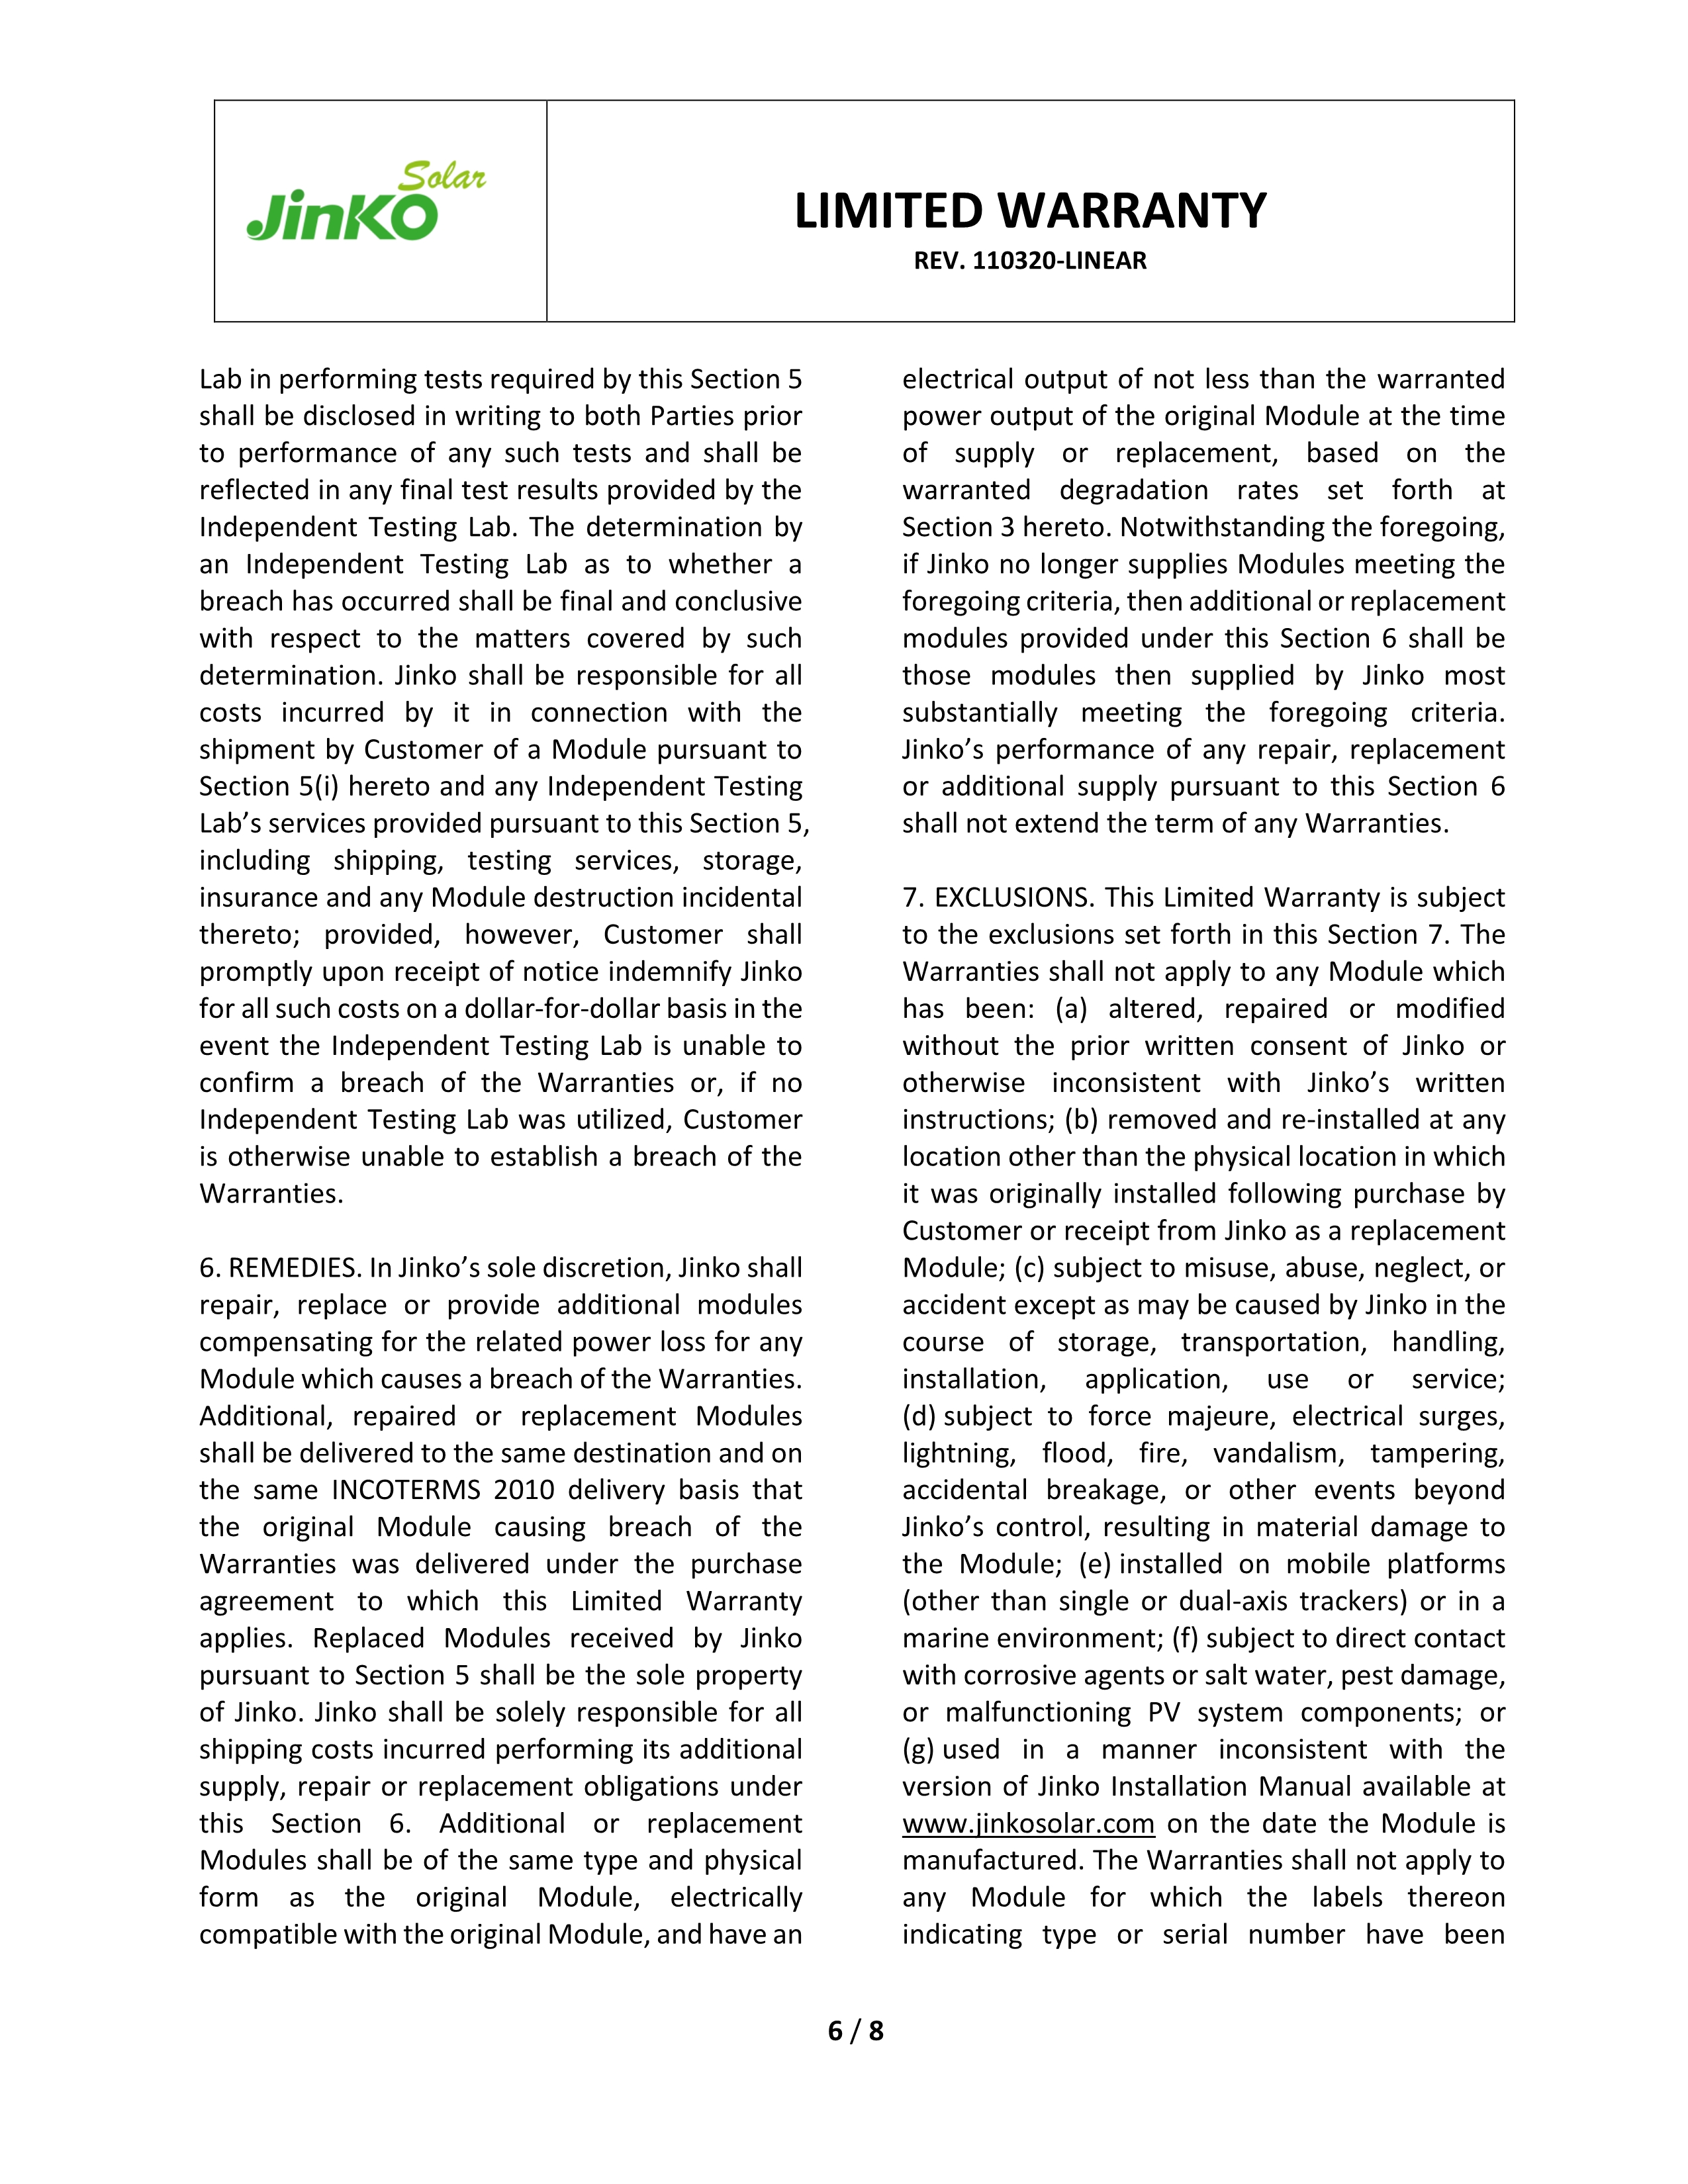 Solar
JinKO
LIMITED WARRANTY
REV. 110320-LINEAR
Lab in performing tests required by this Section 5
shall be disclosed in writing to both Parties prior
to performance of any such tests and shall be
reflected in any final test results provided by the
Independent Testing Lab. The determination by
an Independent Testing Lab as to whether a
breach has occurred shall be final and conclusive
with respect to the matters covered by such
determination. Jinko shall be responsible for all
costs incurred by it in connection with the
shipment by Customer of a Module pursuant to
Section 5(i) hereto and any Independent Testing
Lab’s services provided pursuant to this Section 5,
including shipping, testing services, storage,
insurance and any Module destruction incidental
thereto; provided, however, Customer shall
promptly upon receipt of notice indemnify Jinko
for all such costs on a dollar-for-dollar basis in the
event the Independent Testing Lab is unable to
confirm a breach of the Warranties or, if no
Independent Testing Lab was utilized, Customer
is otherwise unable to establish a breach of the
Warranties.
6. REMEDIES. In Jinko’s sole discretion, Jinko shall
repair, replace or provide additional modules
compensating for the related power loss for any
Module which causes a breach of the Warranties.
Additional, repaired or replacement Modules
shall be delivered to the same destination and on
the same INCOTERMS 2010 delivery basis that
the original Module causing breach of the
Warranties was delivered under the purchase
agreement to which this Limited Warranty
applies. Replaced Modules received by Jinko
pursuant to Section 5 shall be the sole property
of Jinko. Jinko shall be solely responsible for all
shipping costs incurred performing its additional
supply, repair or replacement obligations under
this Section 6. Additional or replacement
Modules shall be of the same type and physical
form as the original Module, electrically
compatible with the original Module, and have an
electrical output of not less than the warranted
power output of the original Module at the time
of supply or replacement, based on the
warranted degradation rates set forth at
Section 3 hereto. Notwithstanding the foregoing,
if Jinko no longer supplies Modules meeting the
foregoing criteria, then additional or replacement
modules provided under this Section 6 shall be
those modules then supplied by Jinko most
substantially meeting the foregoing criteria.
Jinko’s performance of any repair, replacement
or additional supply pursuant to this Section 6
shall not extend the term of any Warranties.
7. EXCLUSIONS. This Limited Warranty is subject
to the exclusions set forth in this Section 7. The
Warranties shall not apply to any Module which
has been: (a) altered, repaired or modified
without the prior written consent of Jinko or
otherwise inconsistent with Jinko’s written
instructions; (b) removed and re-installed at any
location other than the physical location in which
it was originally installed following purchase by
Customer or receipt from Jinko as a replacement
Module; (c) subject to misuse, abuse, neglect, or
accident except as may be caused by Jinko in the
course of storage, transportation, handling,
installation, application, use or service;
(d) subject to force majeure, electrical surges,
lightning, flood, fire, vandalism, tampering,
accidental breakage, or other events beyond
Jinko’s control, resulting in material damage to
the Module; (e) installed on mobile platforms
(other than single or dual-axis trackers) or in a
marine environment; (f) subject to direct contact
with corrosive agents or salt water, pest damage,
or malfunctioning PV system components; or
(g) used in a manner inconsistent with the
version of Jinko Installation Manual available at
www.jinkosolar.com on the date the Module is
manufactured. The Warranties shall not apply to
any Module for which the labels thereon
indicating type or serial number have been
6 / 8